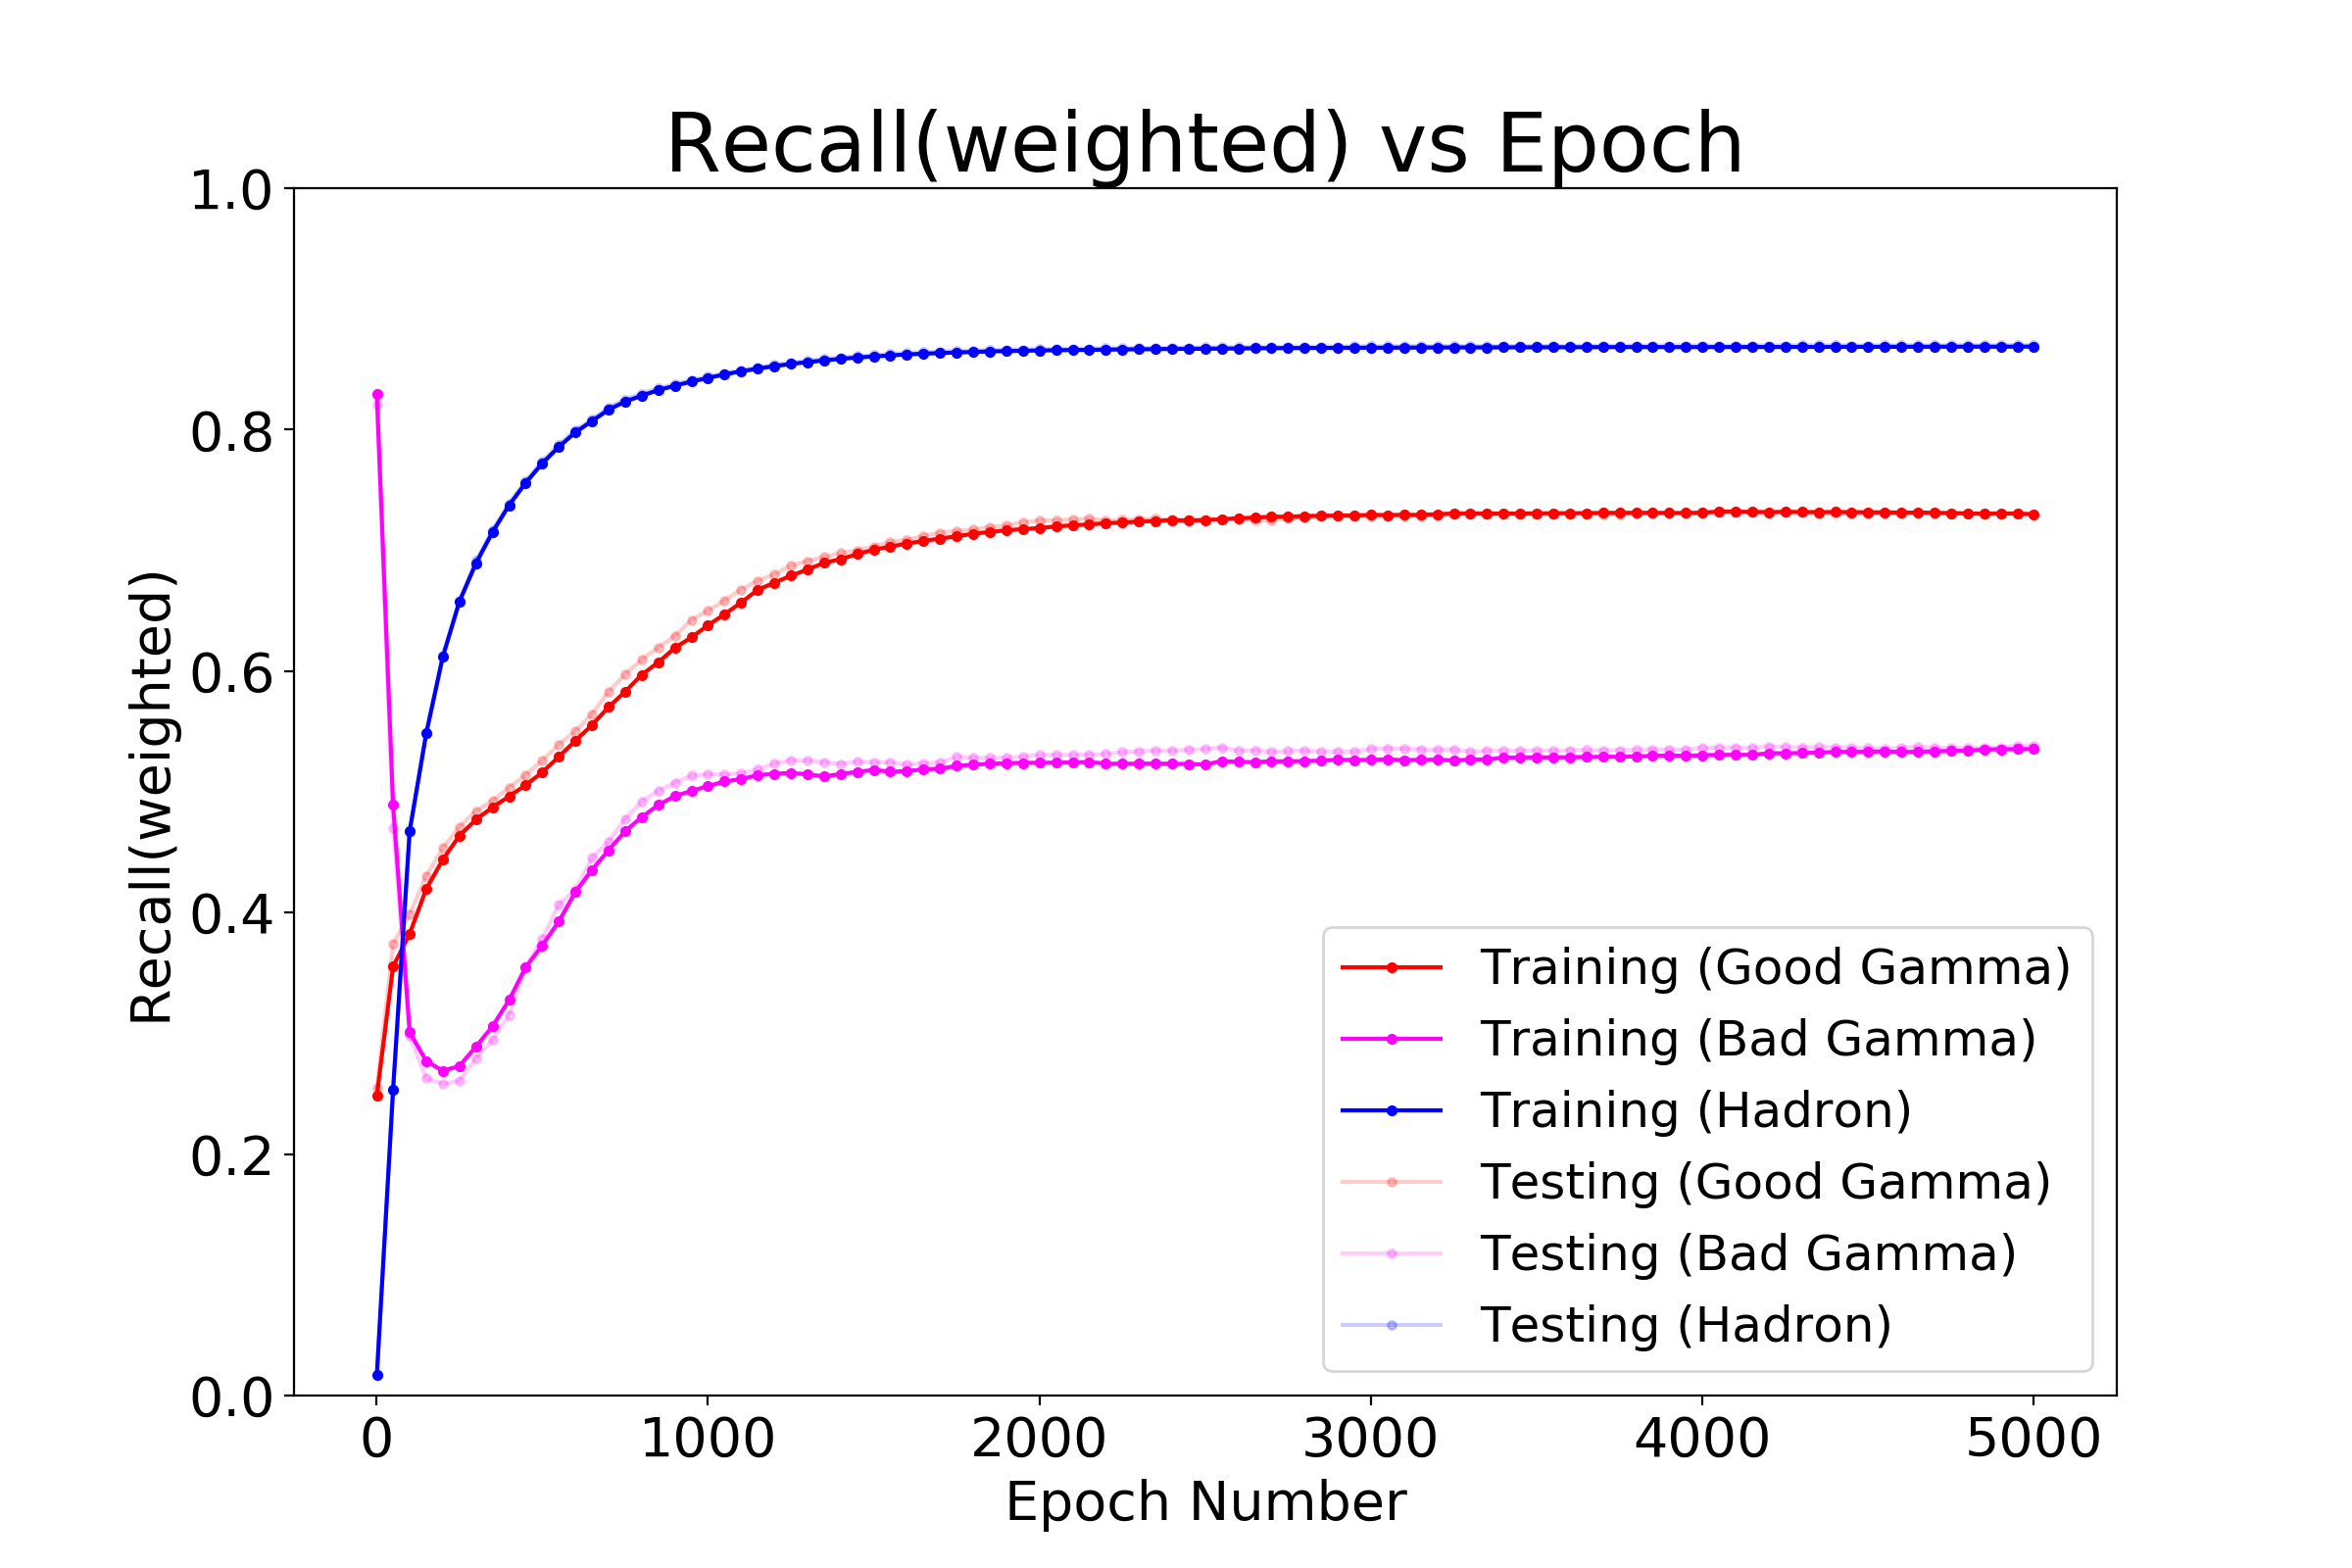 Recall(weighted) vs Epoch
1.0
0.8
0.6
0.4
0.2
0.0
Recall(weighted)
0 1000 2000 3000 4000 5000
Epoch Number
Training (Good Gamma)
Training (Bad Gamma)
Training (Hadron)
Testing (Good Gamma)
Testing (Bad Gamma)
Testing (Hadron)